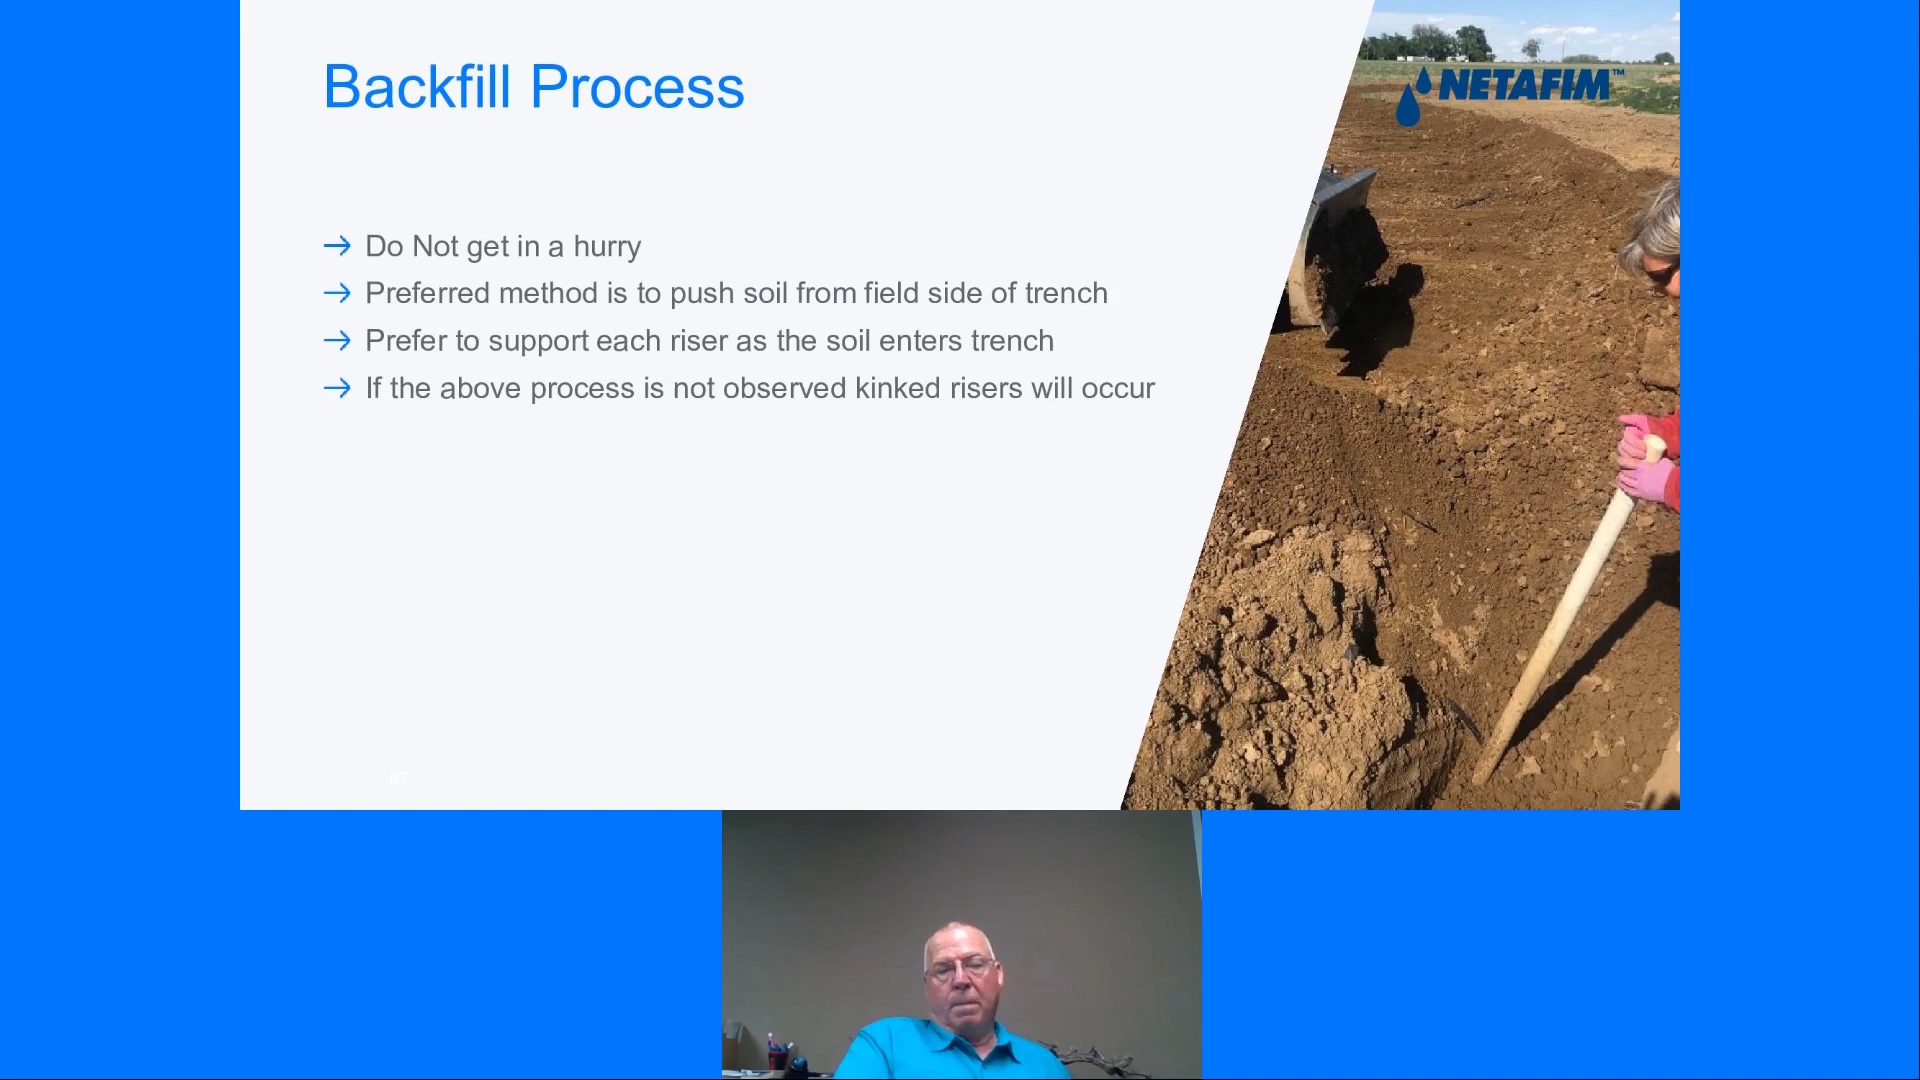 Backfill Process
NETAFIM™
→ Do Not get in a hurry
→ Preferred method is to push soil from field side of trench
→ Prefer to support each riser as the soil enters trench
→ If the above process is not observed kinked risers will occur
87